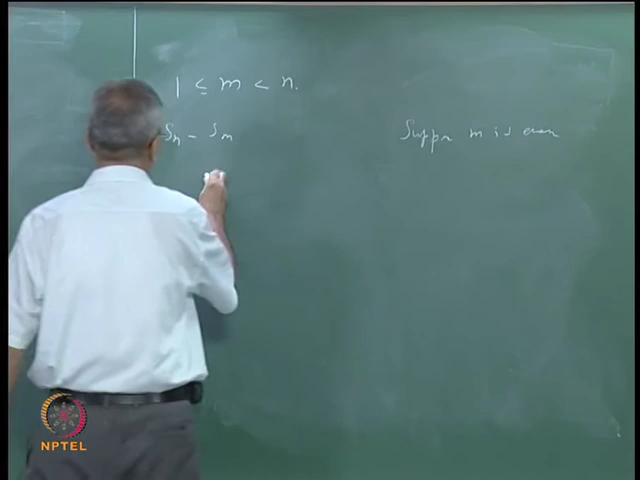 1 ≤ m < n.
Sn - Sm
Suppose m is even
NPTEL